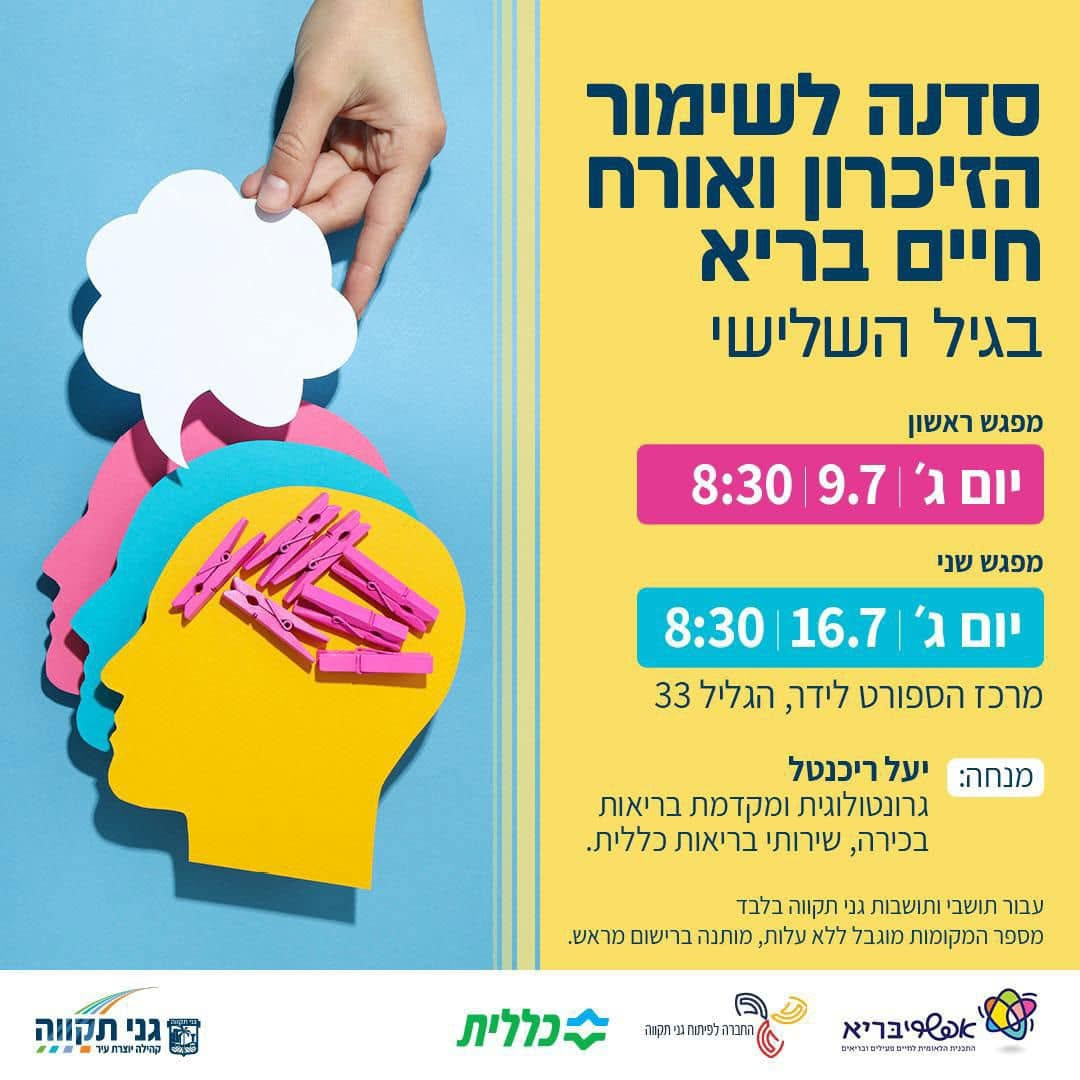 סדנה לשימור
הזיכרון ואורח
חיים בריא
בגיל השלישי
מפגש ראשון
יום ג׳ | 9.7 | 8:30
מפגש שני
יום ג׳ | 16.7 | 8:30
מרכז הספורט לידר, הגליל 33
מנחה: יעל ריכנטל
גרונטולוגית ומקדמת בריאות
בכירה, שירותי בריאות כללית.
עבור תושבי ותושבות גני תקווה בלבד
מספר המקומות מוגבל ללא עלות, מותנה ברישום מראש.
אפשריבריא
התכנית הלאומית לחיים פעילים ובריאים
החברה לפיתוח גני תקווה
כללית
גני תקווה
גני תקווה
קהילה יוצרת עיר